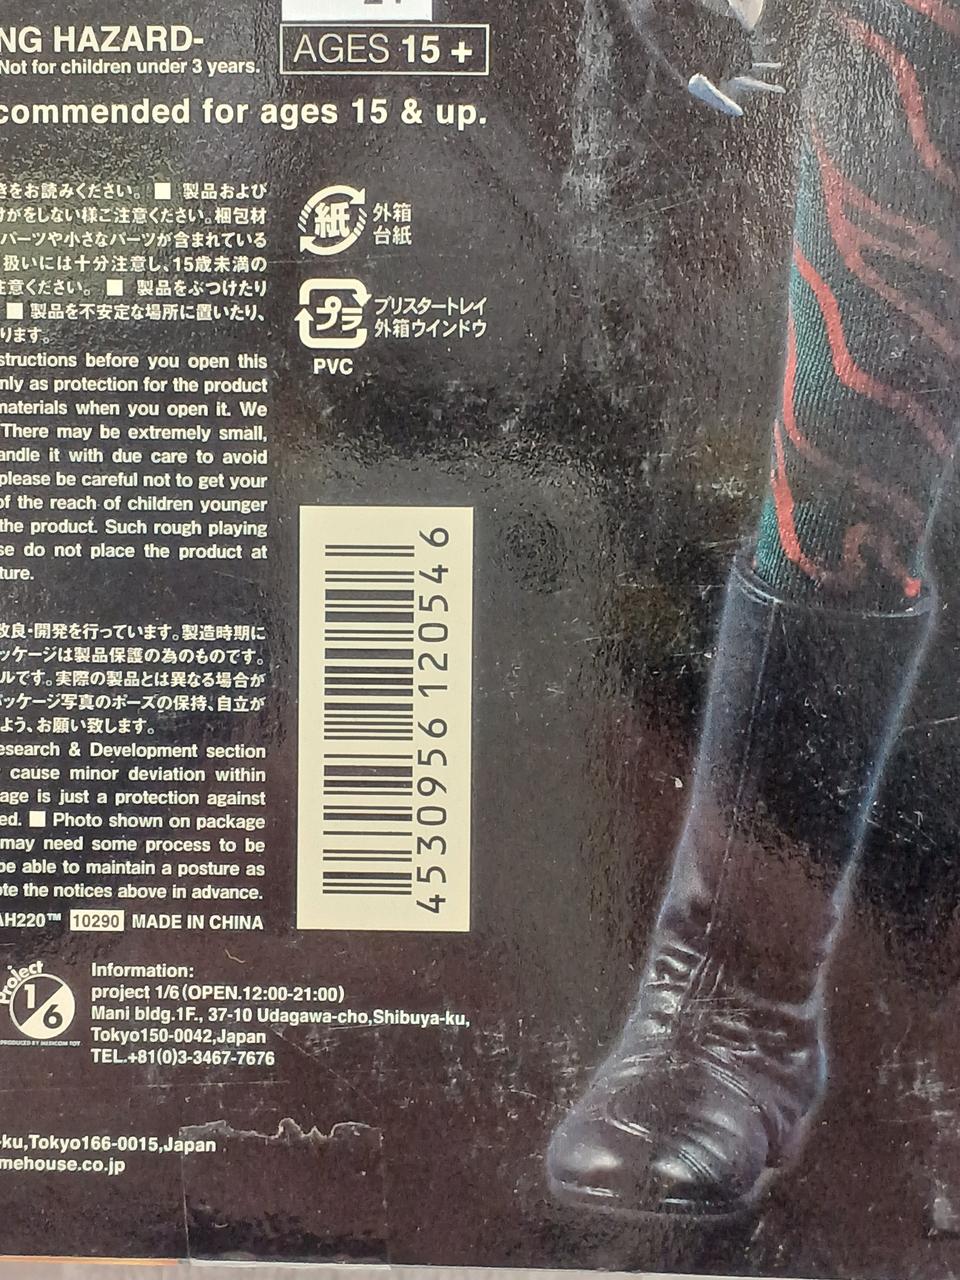 NG HAZARD-
Not for children under 3 years.
AGES 15 +
commended for ages 15 & up.
きをお読みください。 ■ 製品および
けがをしない様ご注意ください。梱包材
パーツや小さなパーツが含まれている
扱いには十分注意し、15歳未満の
注意ください。 ■ 製品をぶつけたり
■ 製品を不安定な場所に置いたり、
ります。
structions before you open this
nly as protection for the product
materials when you open it. We
There may be extremely small,
andle it with due care to avoid
please be careful not to get your
of the reach of children younger
the product. Such rough playing
se do not place the product at
ture.
紙 外箱
台紙
プラ ブリスタートレイ
外箱ウインドウ
PVC
改良・開発を行っています。製造時期に
ッケージは製品保護の為のものです。
ルです。実際の製品とは異なる場合が
パッケージ写真のポーズの保持、自立が
よう、お願い致します。
esearch & Development section
cause minor deviation within
age is just a protection against
ed. ■ Photo shown on package
may need some process to be
be able to maintain a posture as
ote the notices above in advance.
AH220™ 10290 MADE IN CHINA
4530956120546
Project
1/6
PRODUCED BY MEDICOM TOY
Information:
project 1/6(OPEN.12:00-21:00)
Mani bldg.1F., 37-10 Udagawa-cho,Shibuya-ku,
Tokyo150-0042,Japan
TEL.+81(0)3-3467-7676
-ku,Tokyo166-0015,Japan
mehouse.co.jp